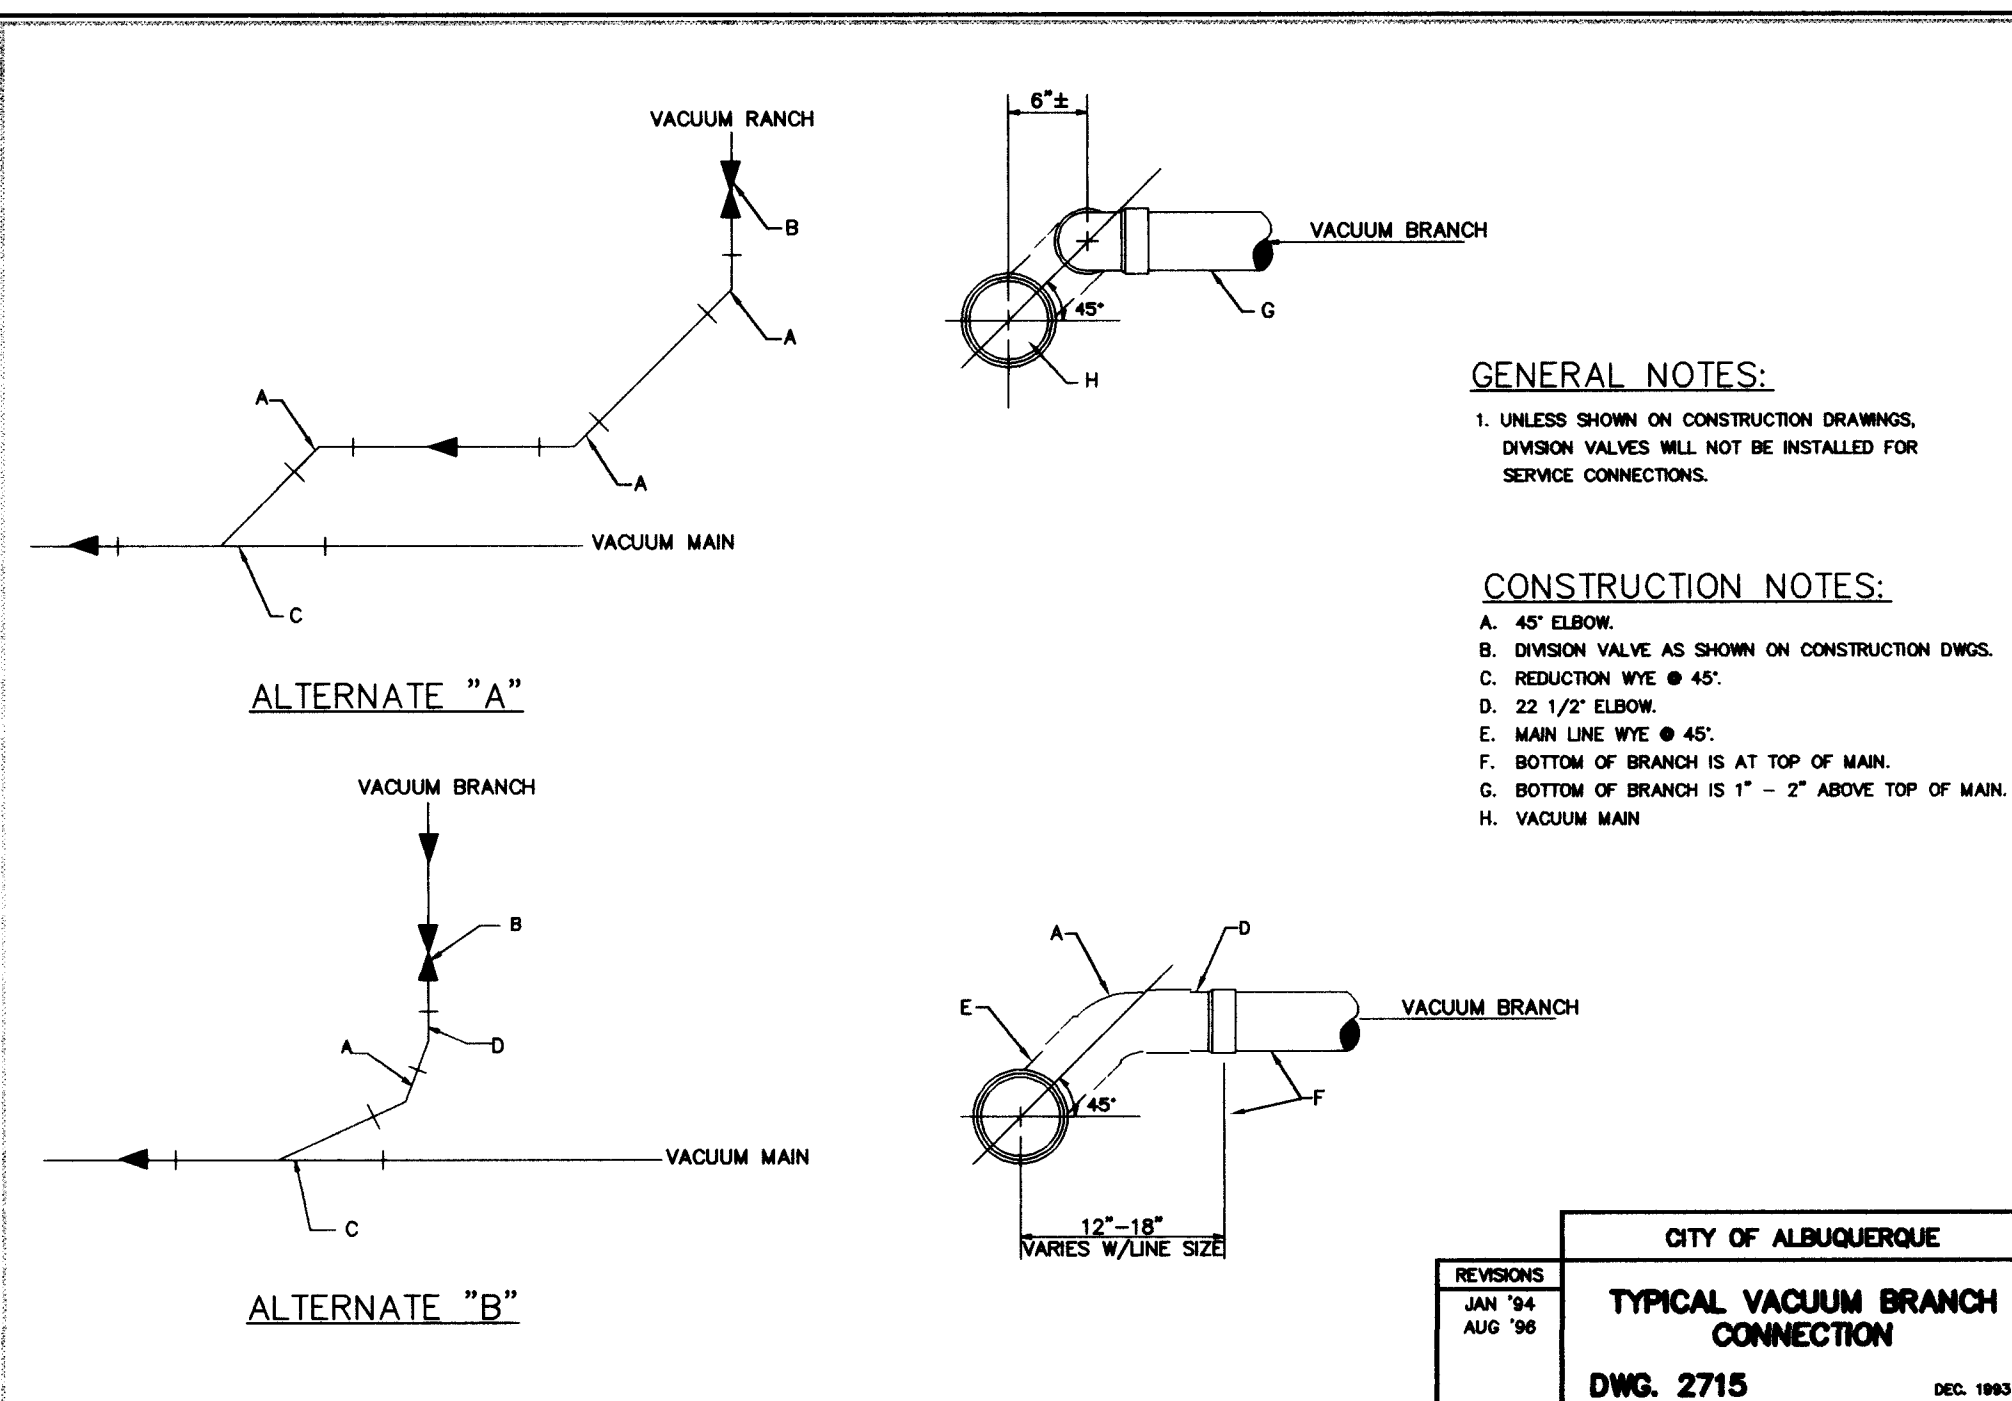 VACUUM RANCH
B
A
A
A
VACUUM MAIN
C
ALTERNATE "A"
6"±
VACUUM BRANCH
45°
G
H
GENERAL NOTES:
1. UNLESS SHOWN ON CONSTRUCTION DRAWINGS,
DIVISION VALVES WILL NOT BE INSTALLED FOR
SERVICE CONNECTIONS.
CONSTRUCTION NOTES:
A. 45° ELBOW.
B. DIVISION VALVE AS SHOWN ON CONSTRUCTION DWGS.
C. REDUCTION WYE @ 45°.
D. 22 1/2° ELBOW.
E. MAIN LINE WYE @ 45°.
F. BOTTOM OF BRANCH IS AT TOP OF MAIN.
G. BOTTOM OF BRANCH IS 1" - 2" ABOVE TOP OF MAIN.
H. VACUUM MAIN
VACUUM BRANCH
B
D
A
VACUUM MAIN
C
ALTERNATE "B"
A
D
E
VACUUM BRANCH
45°
F
12"-18"
VARIES W/LINE SIZE
CITY OF ALBUQUERQUE
REVISIONS
JAN '94
AUG '96
TYPICAL VACUUM BRANCH
CONNECTION
DWG. 2715
DEC. 1993